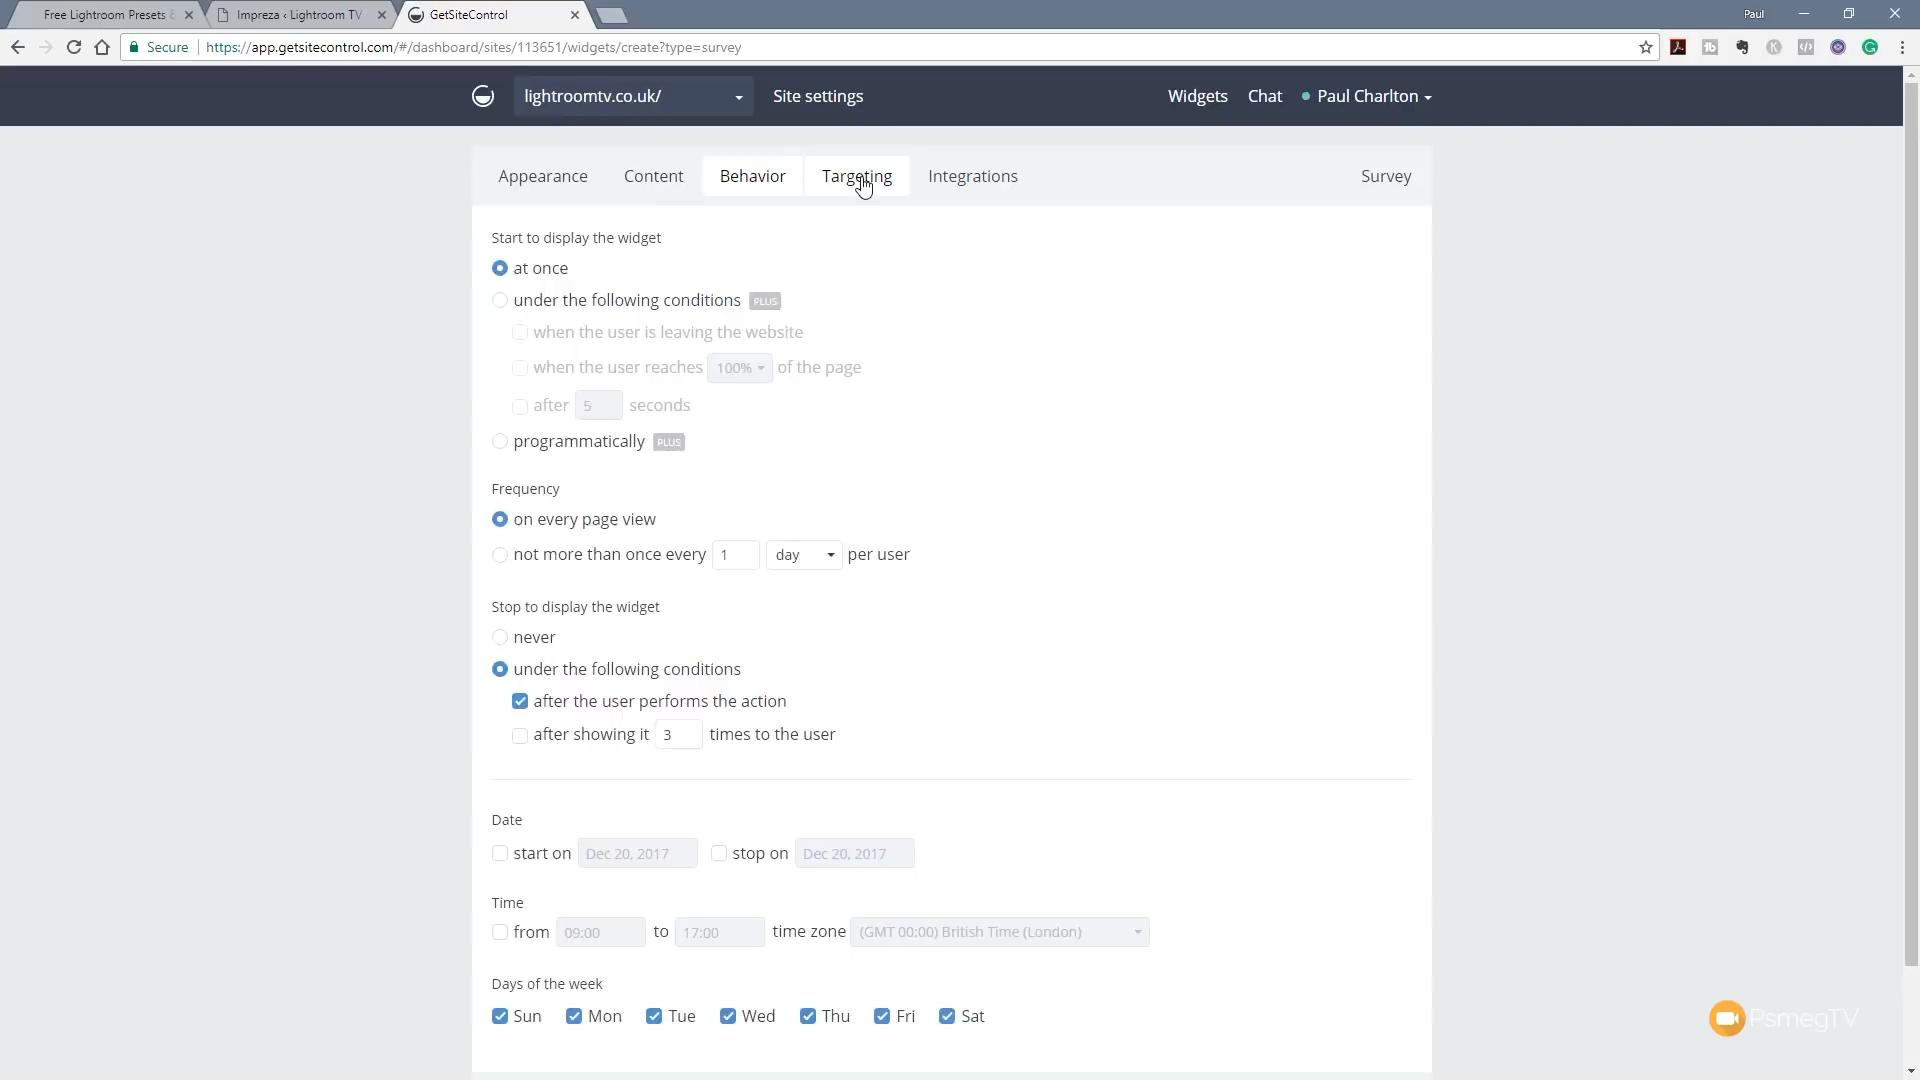 Free Lightroom Presets &
Impreza ‹ Lightroom TV
GetSiteControl
Paul
Secure
https://app.getsitecontrol.com/#/dashboard/sites/113651/widgets/create?type=survey
lightroomtv.co.uk/
Site settings
Widgets
Chat
Paul Charlton
Appearance
Content
Behavior
Targeting
Integrations
Survey
Start to display the widget
at once
under the following conditions PLUS
when the user is leaving the website
when the user reaches 100% of the page
after 5 seconds
programmatically PLUS
Frequency
on every page view
not more than once every 1 day per user
Stop to display the widget
never
under the following conditions
after the user performs the action
after showing it 3 times to the user
Date
start on Dec 20, 2017 stop on Dec 20, 2017
Time
from 09:00 to 17:00 time zone (GMT 00:00) British Time (London)
Days of the week
Sun Mon Tue Wed Thu Fri Sat
PsmegTV